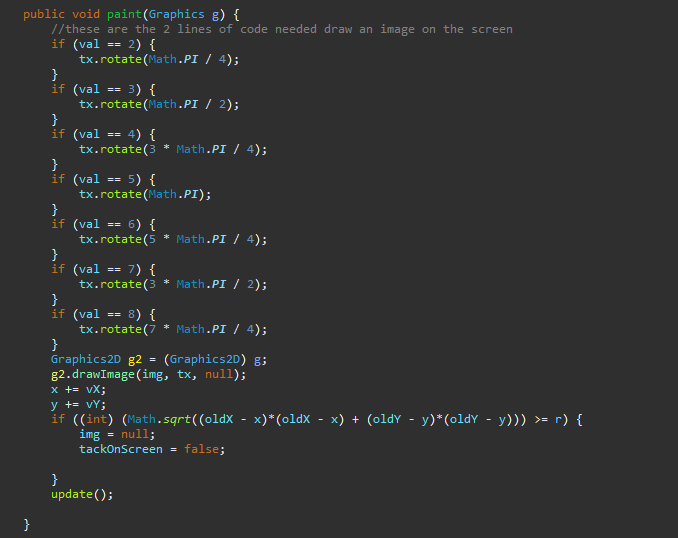 public void paint(Graphics g) {
    //these are the 2 lines of code needed draw an image on the screen
    if (val == 2) {
        tx.rotate(Math.PI / 4);
    }
    if (val == 3) {
        tx.rotate(Math.PI / 2);
    }
    if (val == 4) {
        tx.rotate(3 * Math.PI / 4);
    }
    if (val == 5) {
        tx.rotate(Math.PI);
    }
    if (val == 6) {
        tx.rotate(5 * Math.PI / 4);
    }
    if (val == 7) {
        tx.rotate(3 * Math.PI / 2);
    }
    if (val == 8) {
        tx.rotate(7 * Math.PI / 4);
    }
    Graphics2D g2 = (Graphics2D) g;
    g2.drawImage(img, tx, null);
    x += vX;
    y += vY;
    if ((int) (Math.sqrt((oldX - x)*(oldX - x) + (oldY - y)*(oldY - y))) >= r) {
        img = null;
        tackOnScreen = false;

    }
    update();

}